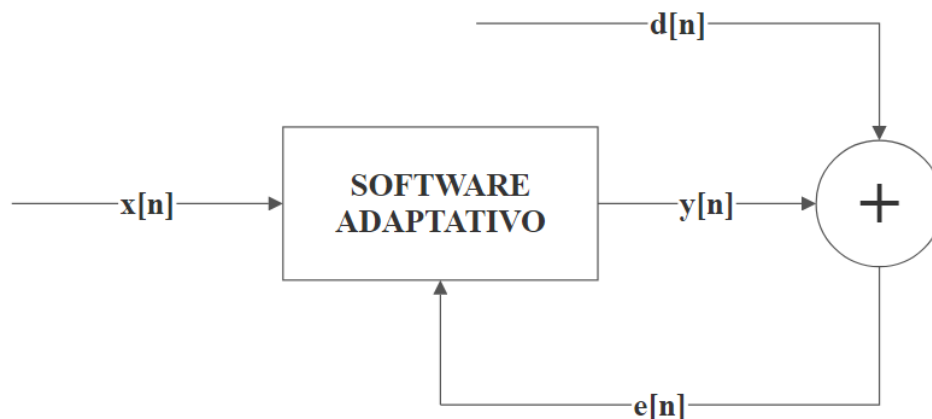 d[n]
x[n]
SOFTWARE
ADAPTATIVO
y[n]
+
e[n]